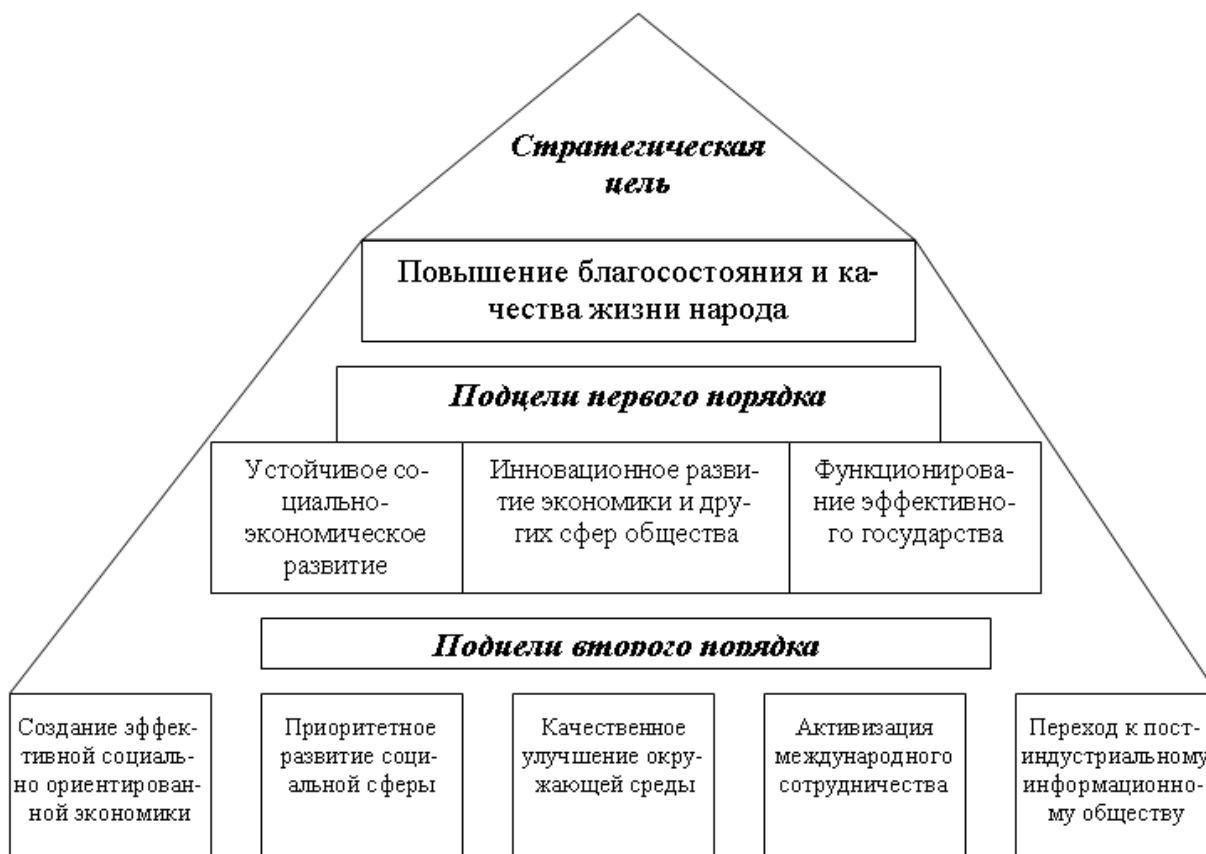 Стратегическая
цель
Повышение благосостояния и ка-
чества жизни народа
Подцели первого порядка
Устойчивое со-
циально-
экономическое
развитие
Инновационное разви-
тие экономики и дру-
гих сфер общества
Функционирова-
ние эффективно-
го государства
Подцели второго порядка
Создание эффек-
тивной социаль-
но ориентирован-
ной экономики
Приоритетное
развитие соци-
альной сферы
Качественное
улучшение окру-
жающей среды
Активизация
международного
сотрудничества
Переход к пост-
индустриальному
информационно-
му обществу